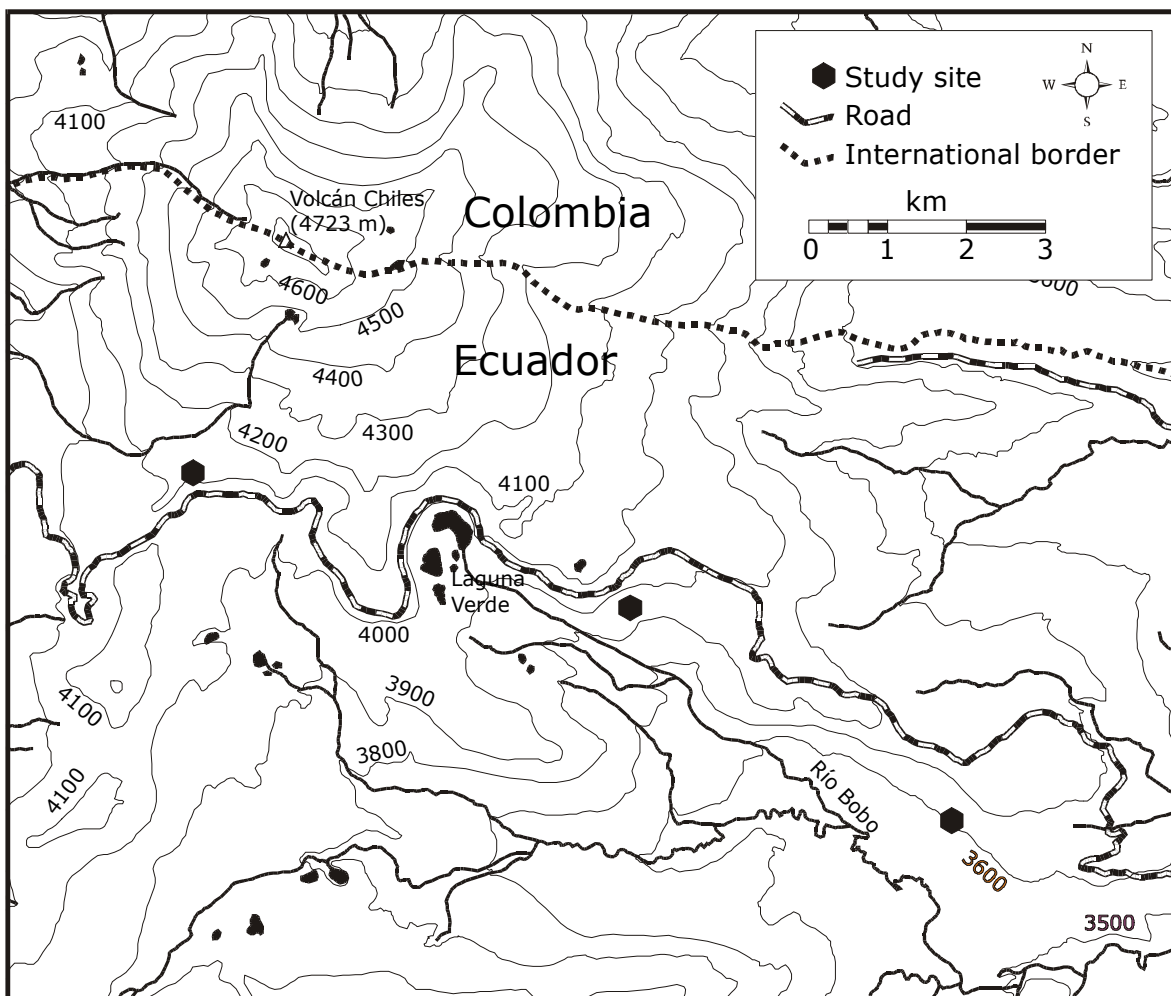 N
Study site
W E
Road
S
4100
International border
Volcán Chiles
(4723 m)
Colombia
km
0 1 2 3
4600
4500
Ecuador
4400
4200
4300
4100
Laguna
Verde
4000
4100
3900
3800
4100
Río Bobo
3600
3500